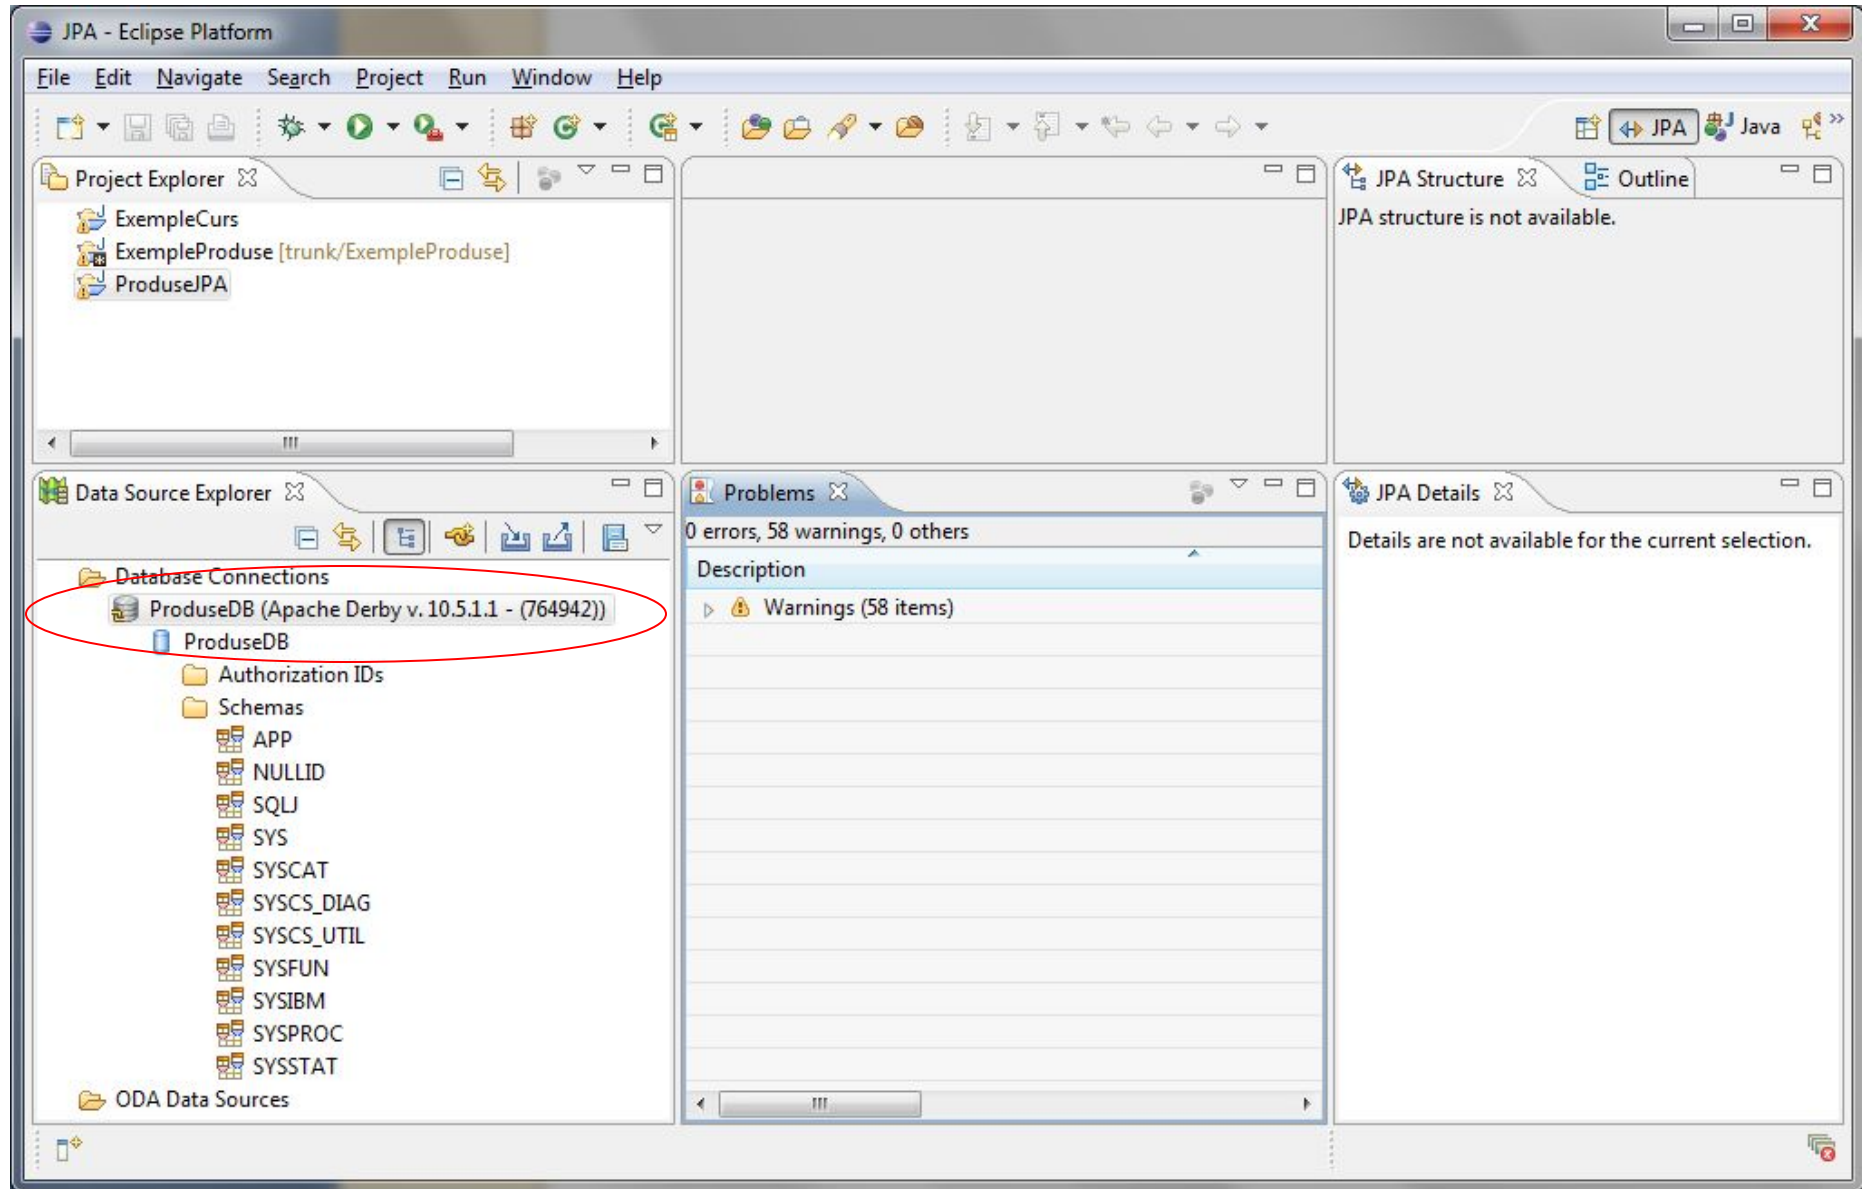 JPA - Eclipse Platform
File Edit Navigate Search Project Run Window Help
JPA Java
Project Explorer
ExempleCurs
ExempleProduse [trunk/ExempleProduse]
ProduseJPA
JPA Structure Outline
JPA structure is not available.
Data Source Explorer
Database Connections
ProduseDB (Apache Derby v. 10.5.1.1 - (764942))
ProduseDB
Authorization IDs
Schemas
APP
NULLID
SQLJ
SYS
SYSCAT
SYSCS_DIAG
SYSCS_UTIL
SYSFUN
SYSIBM
SYSPROC
SYSSTAT
ODA Data Sources
Problems
0 errors, 58 warnings, 0 others
Description
Warnings (58 items)
JPA Details
Details are not available for the current selection.